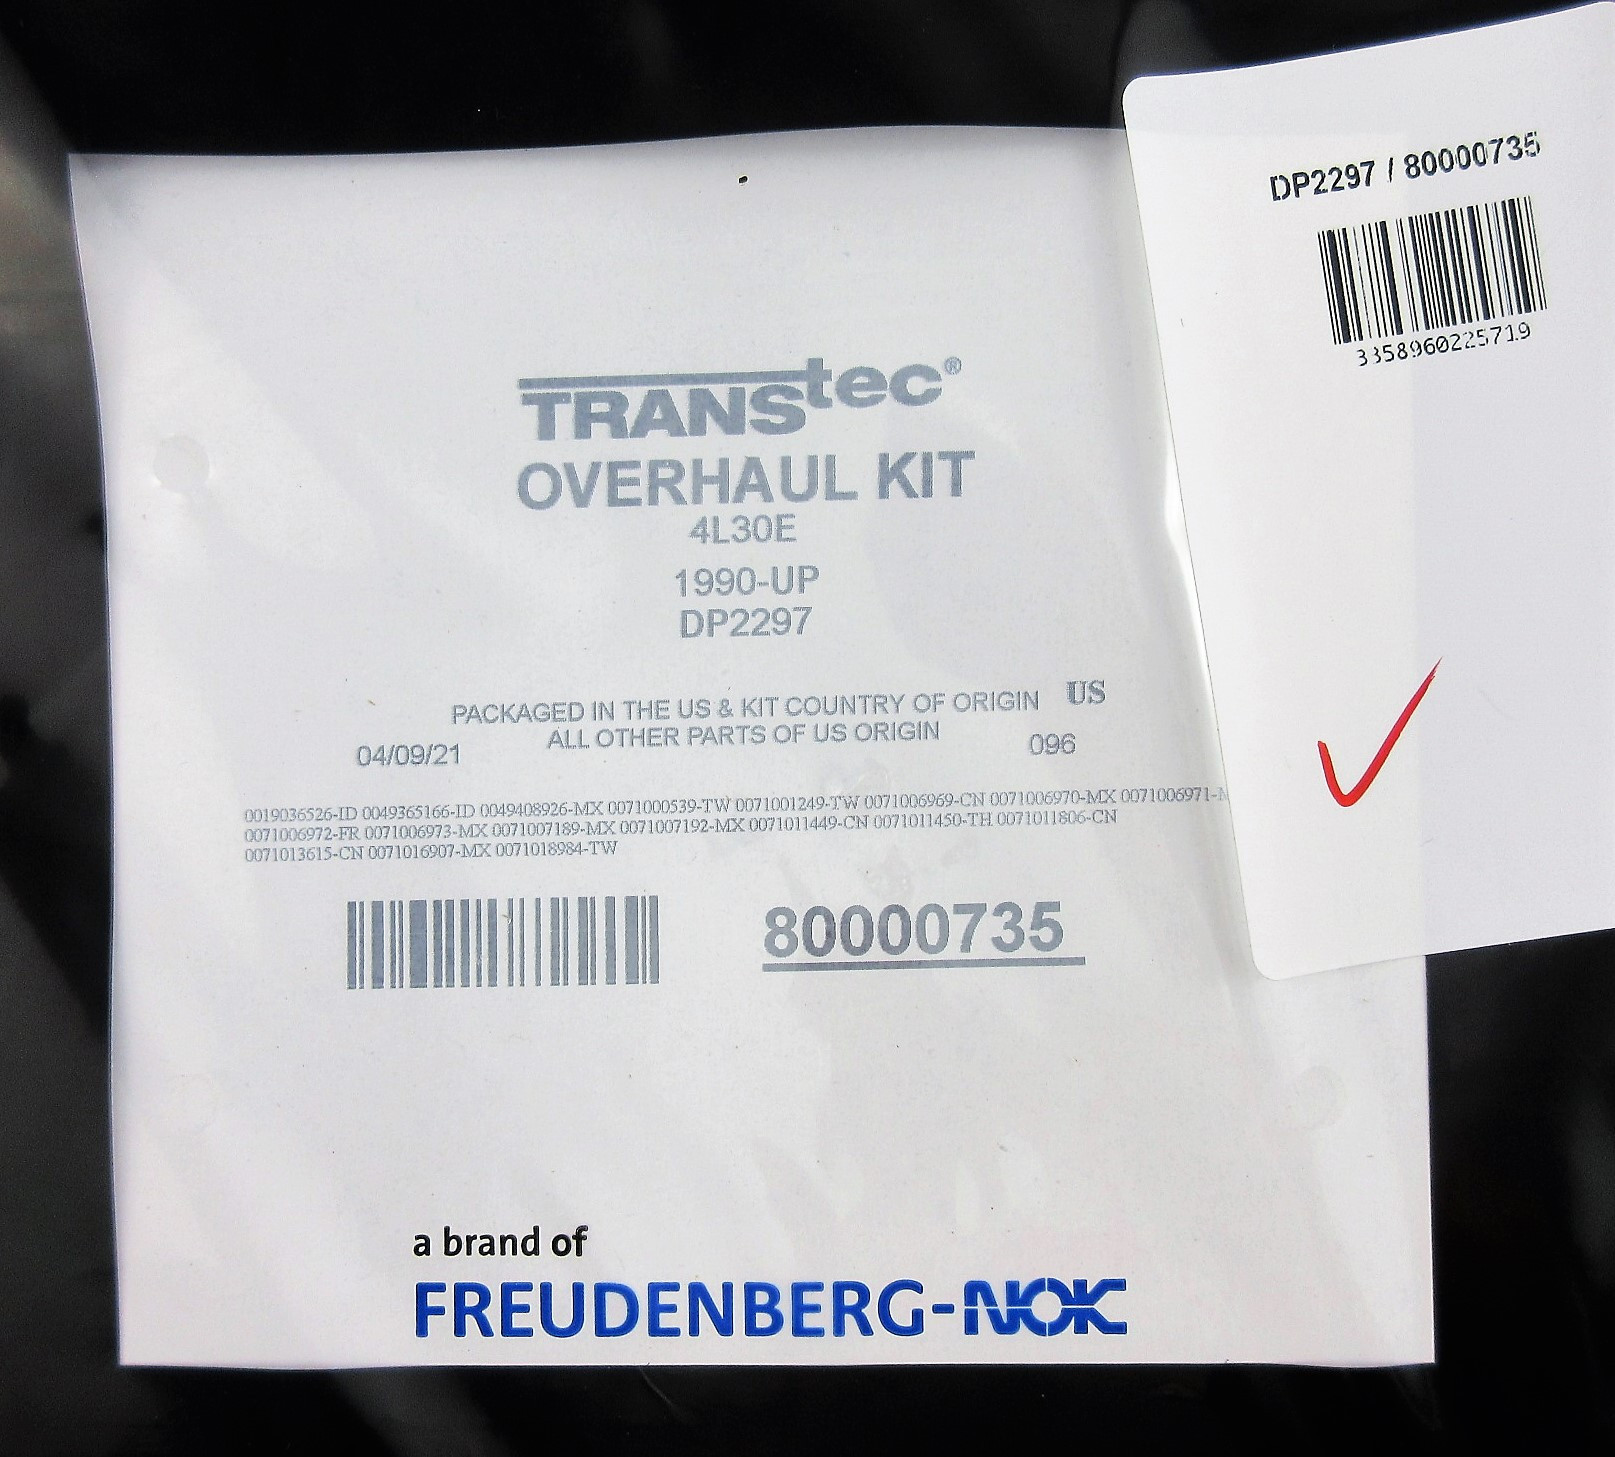 DP2297 / 80000735
3358960225719
TRANStec®
OVERHAUL KIT
4L30E
1990-UP
DP2297
PACKAGED IN THE US & KIT COUNTRY OF ORIGIN US
ALL OTHER PARTS OF US ORIGIN
04/09/21 096
0019036526-ID 0049365166-ID 0049408926-MX 0071000539-TW 0071001249-TW 0071006969-CN 0071006970-MX 0071006971-M
0071006972-FR 0071006973-MX 0071007189-MX 0071007192-MX 0071011449-CN 0071011450-TH 0071011806-CN
0071013615-CN 0071016907-MX 0071018984-TW
80000735
a brand of
FREUDENBERG-NOK